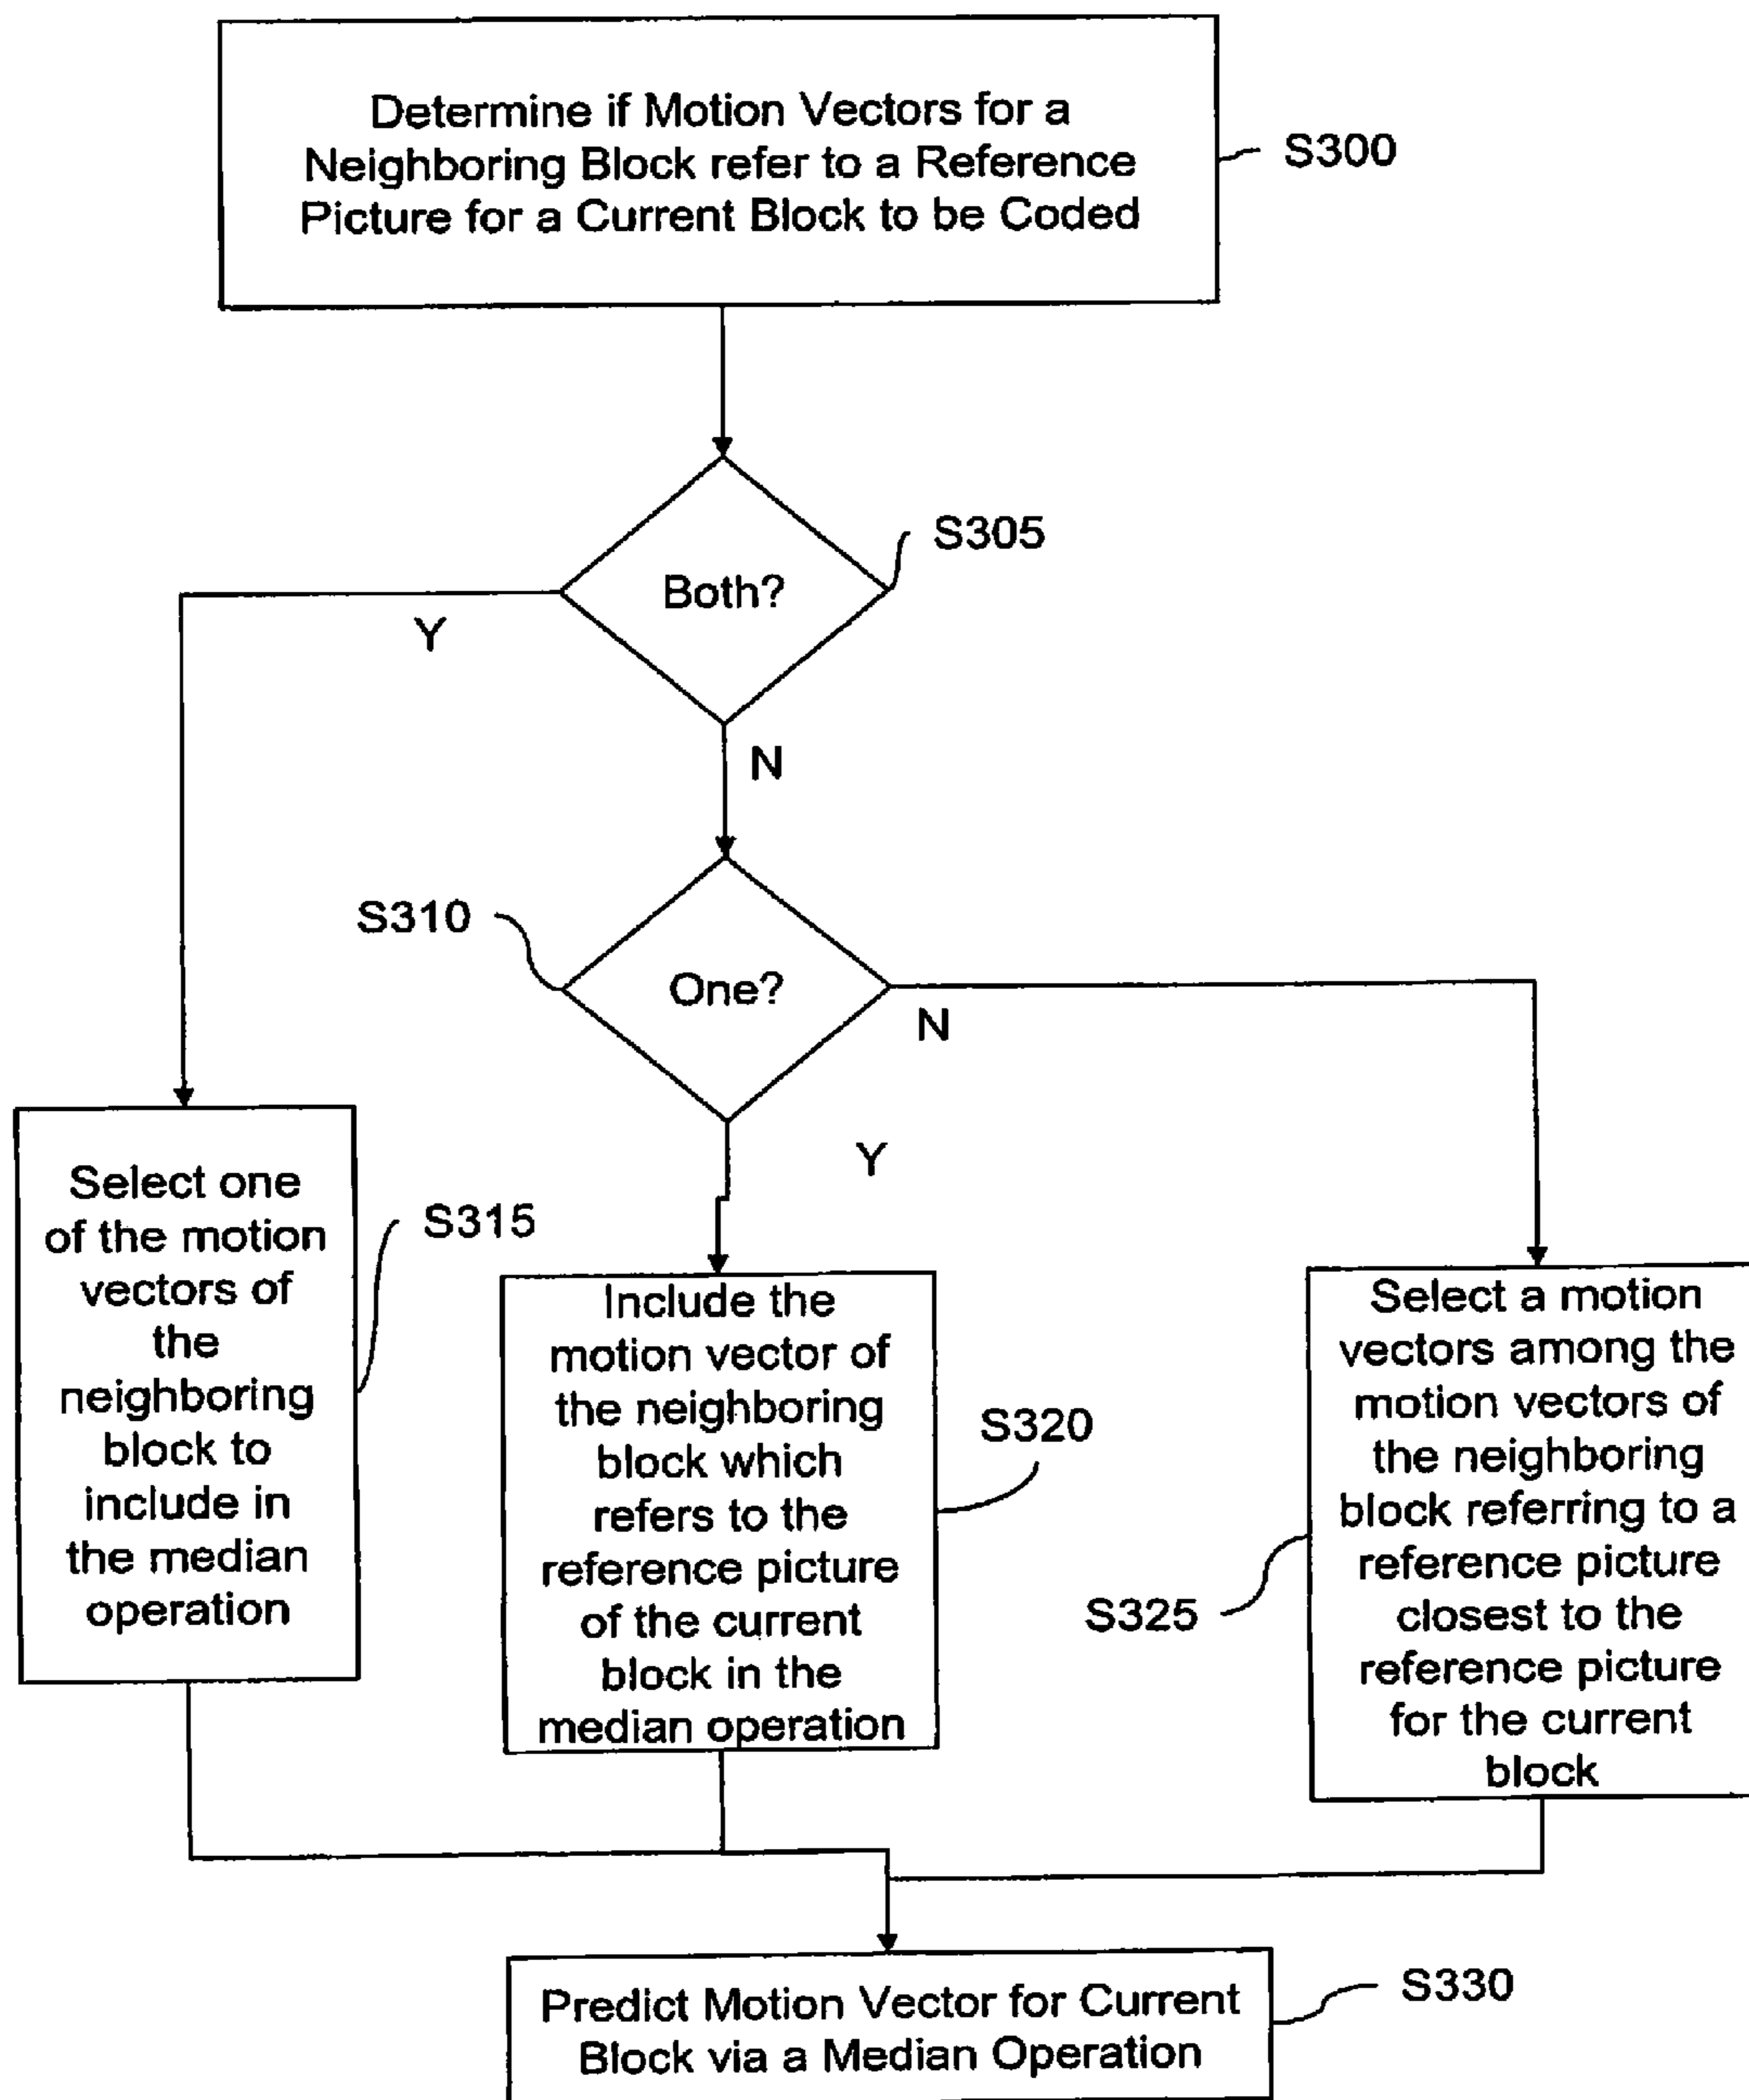 Determine if Motion Vectors for a
Neighboring Block refer to a Reference
Picture for a Current Block to be Coded
S300
Both?
S305
Y
N
One?
S310
N
Y
Select one
of the motion
vectors of
the
neighboring
block to
include in
the median
operation
S315
Include the
motion vector of
the neighboring
block which
refers to the
reference picture
of the current
block in the
median operation
S320
Select a motion
vectors among the
motion vectors of
the neighboring
block referring to a
reference picture
closest to the
reference picture
for the current
block
S325
Predict Motion Vector for Current
Block via a Median Operation
S330